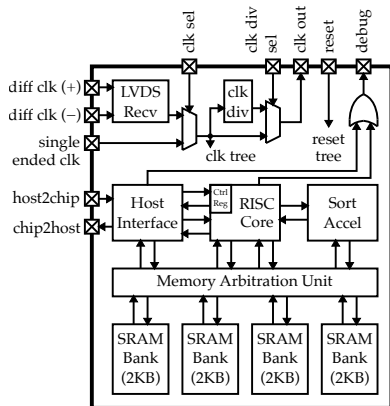 clk sel
clk div
sel
clk out
reset
debug
diff clk (+)
diff clk (−)
single
ended clk
LVDS
Recv
clk
div
clk tree
reset
tree
host2chip
chip2host
Host
Interface
Ctrl
Reg
RISC
Core
Sort
Accel
Memory Arbitration Unit
SRAM
Bank
(2KB)
SRAM
Bank
(2KB)
SRAM
Bank
(2KB)
SRAM
Bank
(2KB)